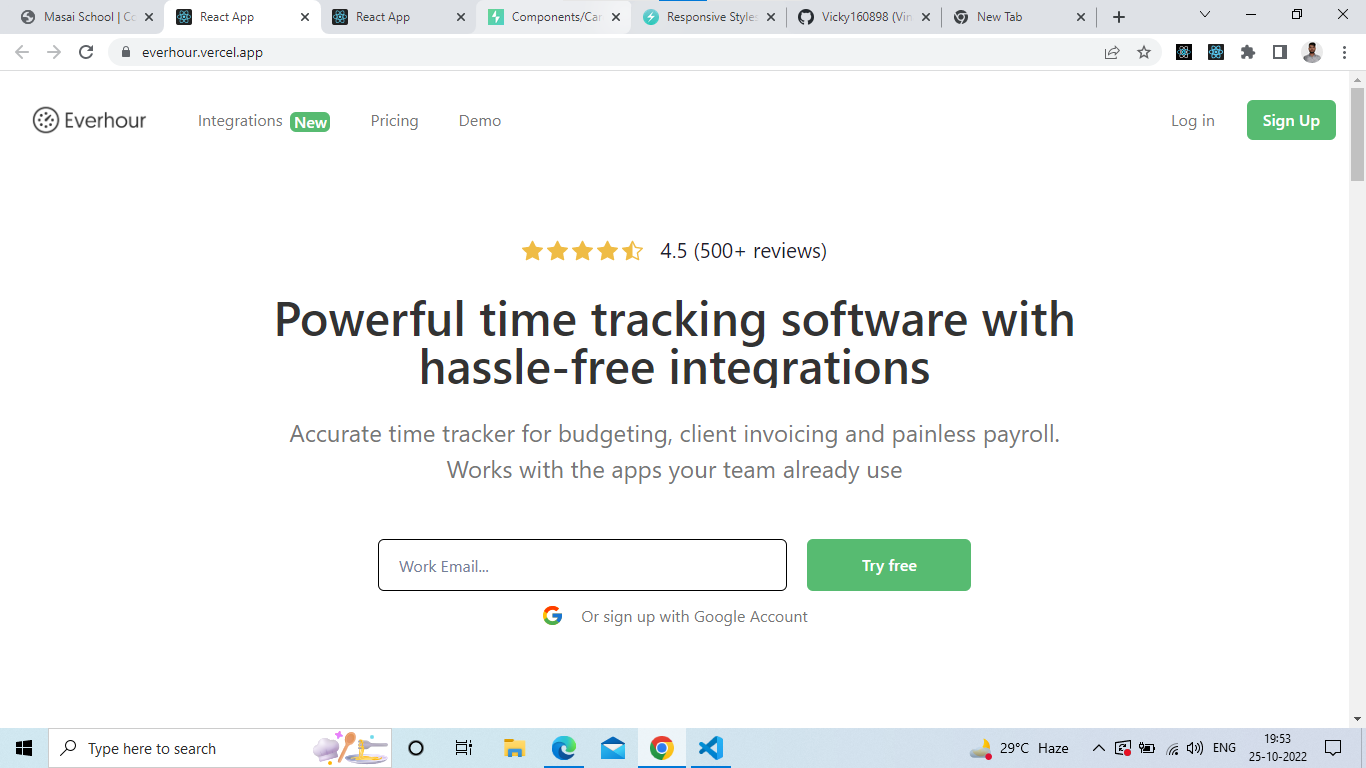 Masai School | Co
React App
React App
Components/Car
Responsive Styles
Vicky160898 (Vin
New Tab
everhour.vercel.app
Everhour
Integrations New
Pricing
Demo
Log in
Sign Up
4.5 (500+ reviews)
Powerful time tracking software with
hassle-free integrations
Accurate time tracker for budgeting, client invoicing and painless payroll.
Works with the apps your team already use
Work Email...
Try free
Or sign up with Google Account
Type here to search
29°C Haze
ENG
19:53
25-10-2022